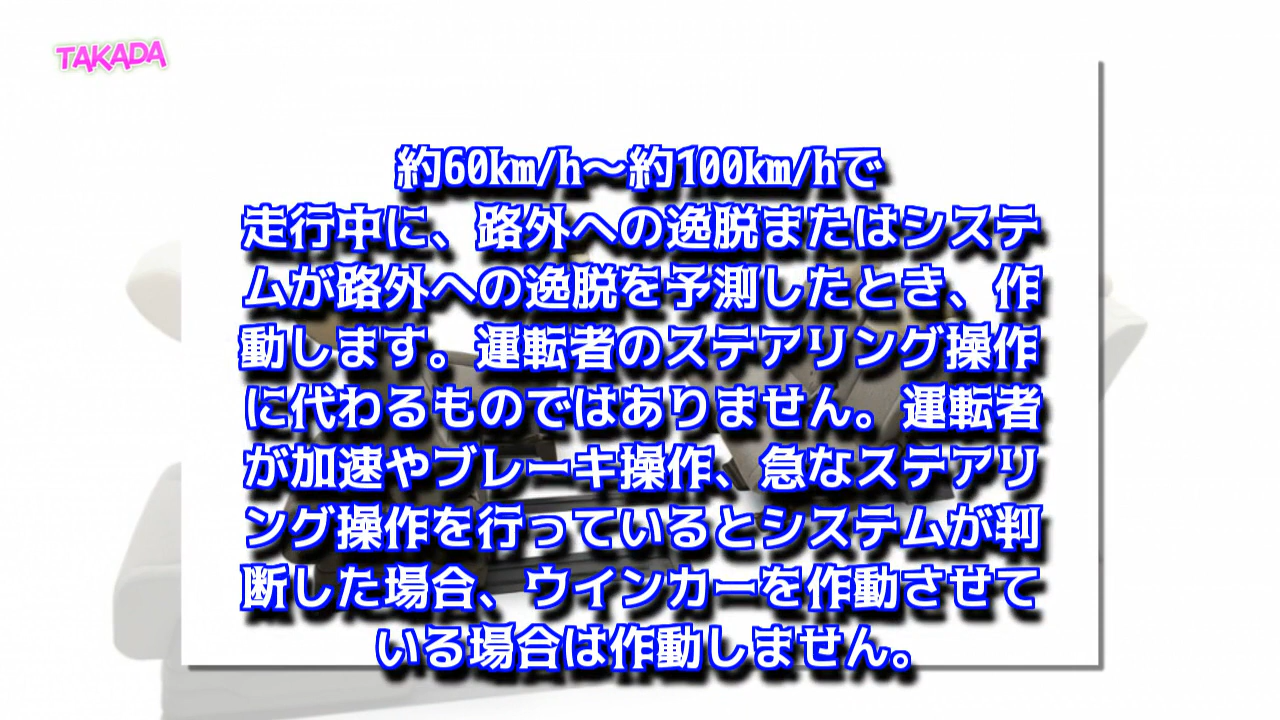 TAKADA
約60km/h～約100km/hで
走行中に、路外への逸脱またはシステ
ムが路外への逸脱を予測したとき、作
動します。運転者のステアリング操作
に代わるものではありません。運転者
が加速やブレーキ操作、急なステアリ
ング操作を行っているとシステムが判
断した場合、ウインカーを作動させて
いる場合は作動しません。